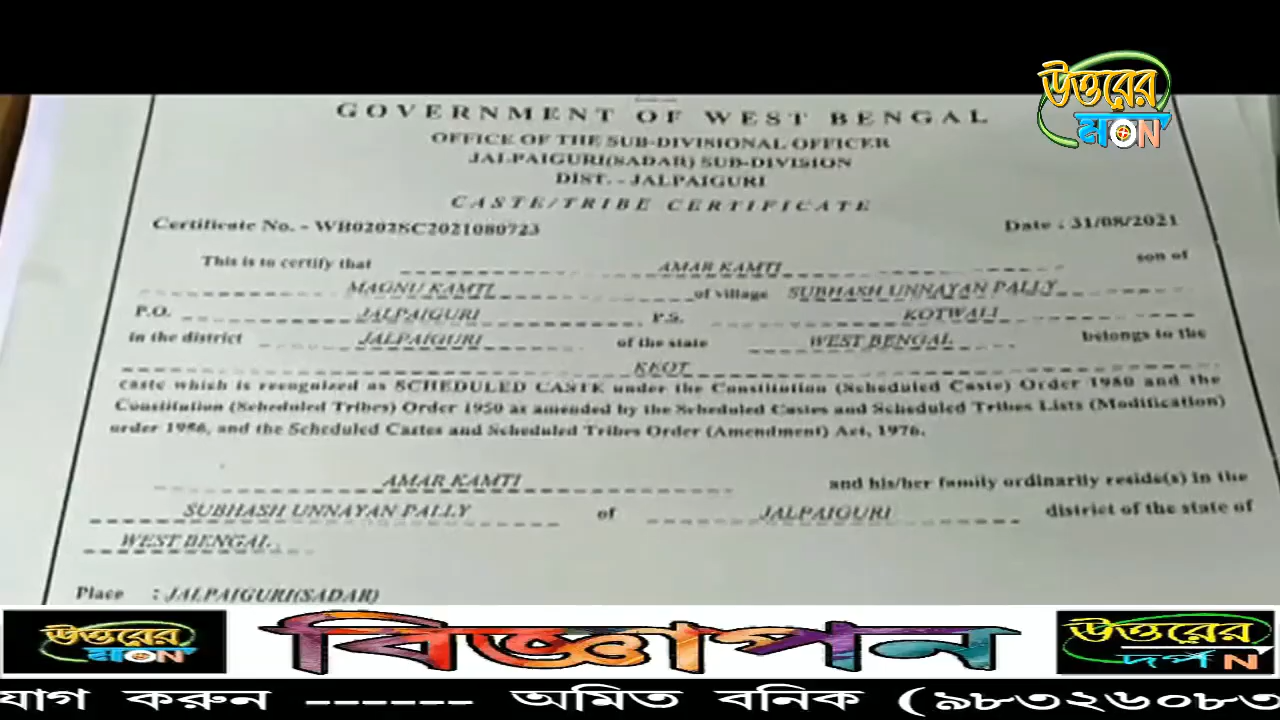 উত্তরের
মON
GOVERNMENT OF WEST BENGAL
OFFICE OF THE SUB-DIVISIONAL OFFICER
JALPAIGURI(SADAR) SUB-DIVISION
DIST. - JALPAIGURI
CASTE/TRIBE CERTIFICATE
Certificate No. - WB0202SC2021080723 Date : 31/08/2021
This is to certify that AMAR KAMTI son of
MAGNU KAMTI of village SUBHASH UNNAYAN PALLY
P.O. JALPAIGURI P.S. KOTWALI
in the district JALPAIGURI of the state WEST BENGAL belongs to the
KEOT
caste which is recognized as SCHEDULED CASTE under the Constitution (Scheduled Caste) Order 1950 and the
Constitution (Scheduled Tribes) Order 1950 as amended by the Scheduled Castes and Scheduled Tribes Lists (Modification)
order 1956, and the Scheduled Castes and Scheduled Tribes Order (Amendment) Act, 1976.
AMAR KAMTI and his/her family ordinarily reside(s) in the
SUBHASH UNNAYAN PALLY of JALPAIGURI district of the state of
WEST BENGAL.
Place : JALPAIGURI(SADAR)
উত্তরের
মON
বিজ্ঞাপন
উত্তরের
দর্পN
যাগ করুন ------ অমিত বনিক (৯৮৩২৬০৮৩